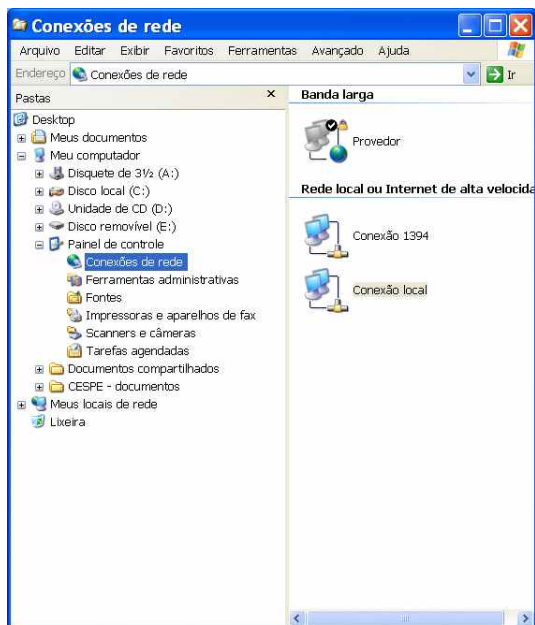 Conexões de rede
Arquivo Editar Exibir Favoritos Ferramentas Avançado Ajuda
Endereço Conexões de rede Ir
Pastas
Desktop
Meus documentos
Meu computador
Disquete de 3½ (A:)
Disco local (C:)
Unidade de CD (D:)
Disco removível (E:)
Painel de controle
Conexões de rede
Ferramentas administrativas
Fontes
Impressoras e aparelhos de fax
Scanners e câmeras
Tarefas agendadas
Documentos compartilhados
CESPE - documentos
Meus locais de rede
Lixeira
Banda larga
Provedor
Rede local ou Internet de alta velocida
Conexão 1394
Conexão local